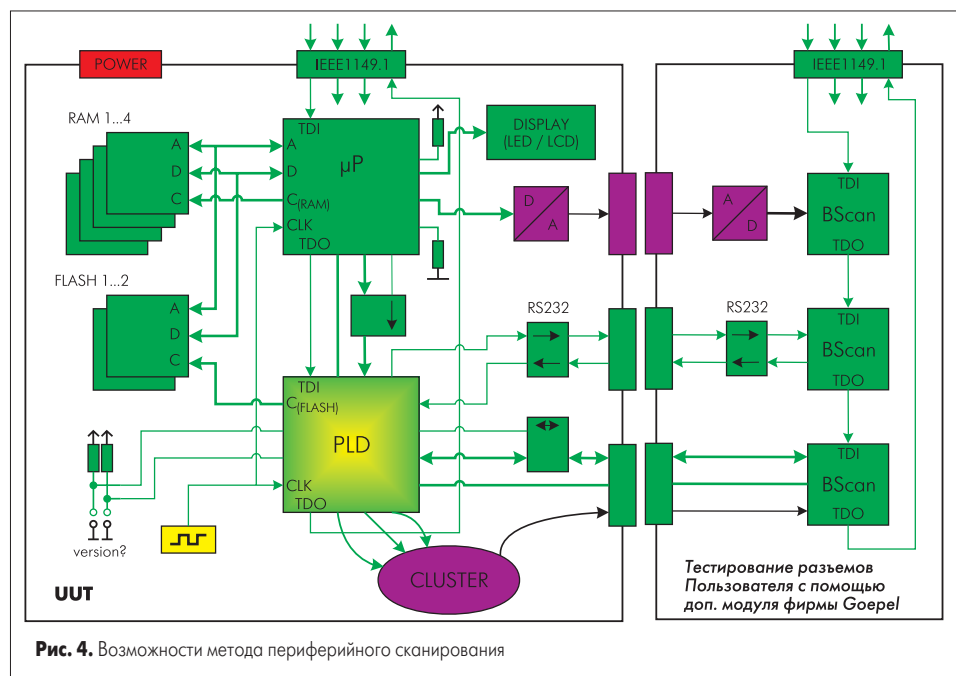 POWER
IEEE1149.1
IEEE1149.1
RAM 1...4
A
D
C
TDI
A
D
µP
C(RAM)
CLK
TDO
DISPLAY
(LED / LCD)
D
A
A
D
TDI
BScan
TDO
FLASH 1...2
A
D
C
RS232
RS232
TDI
BScan
TDO
TDI
C(FLASH)
PLD
CLK
TDO
TDI
BScan
TDO
version?
CLUSTER
UUT
Тестирование разъемов
Пользователя с помощью
доп. модуля фирмы Goepel
Рис. 4. Возможности метода периферийного сканирования